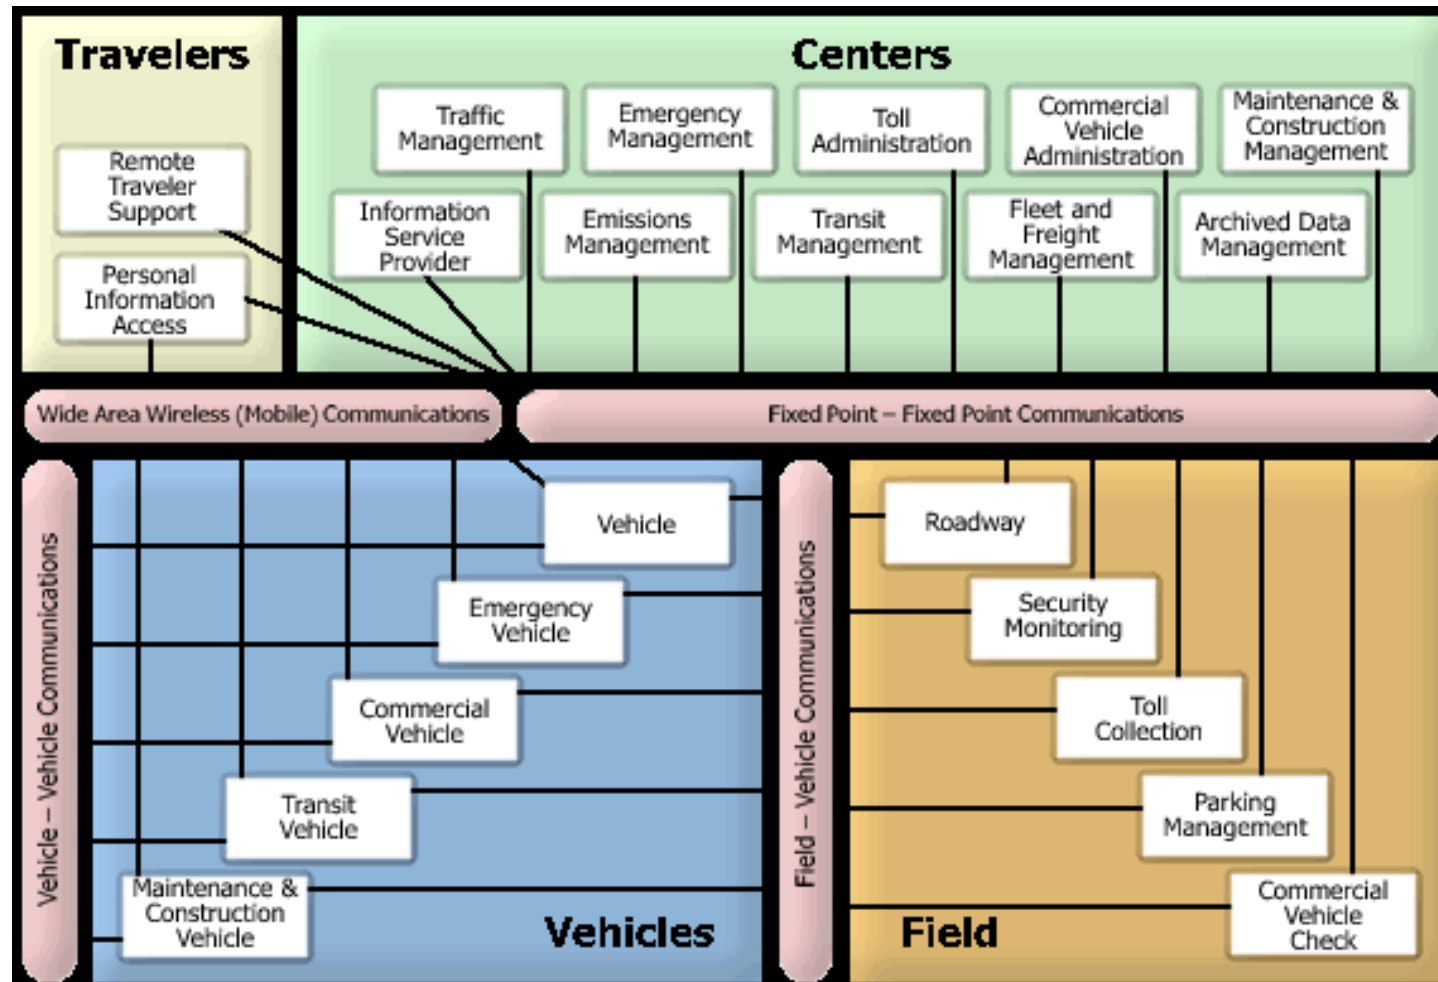 Travelers
Remote
Traveler
Support
Personal
Information
Access
Centers
Traffic
Management
Emergency
Management
Toll
Administration
Commercial
Vehicle
Administration
Maintenance &
Construction
Management
Information
Service
Provider
Emissions
Management
Transit
Management
Fleet and
Freight
Management
Archived Data
Management
Wide Area Wireless (Mobile) Communications
Fixed Point – Fixed Point Communications
Vehicle – Vehicle Communications
Vehicle
Emergency
Vehicle
Commercial
Vehicle
Transit
Vehicle
Maintenance &
Construction
Vehicle
Vehicles
Field – Vehicle Communications
Roadway
Security
Monitoring
Toll
Collection
Parking
Management
Commercial
Vehicle
Check
Field